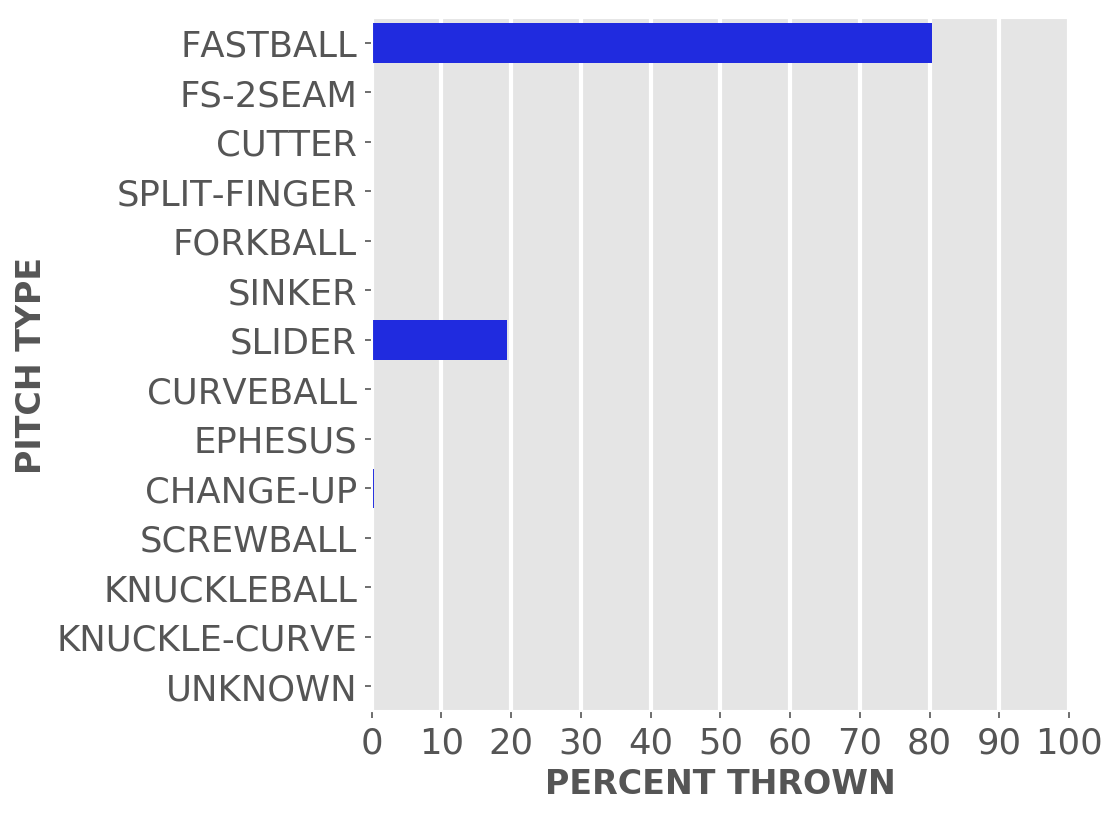 FASTBALL
FS-2SEAM
CUTTER
SPLIT-FINGER
FORKBALL
SINKER
SLIDER
CURVEBALL
EPHESUS
CHANGE-UP
SCREWBALL
KNUCKLEBALL
KNUCKLE-CURVE
UNKNOWN
PITCH TYPE
0 10 20 30 40 50 60 70 80 90 100
PERCENT THROWN